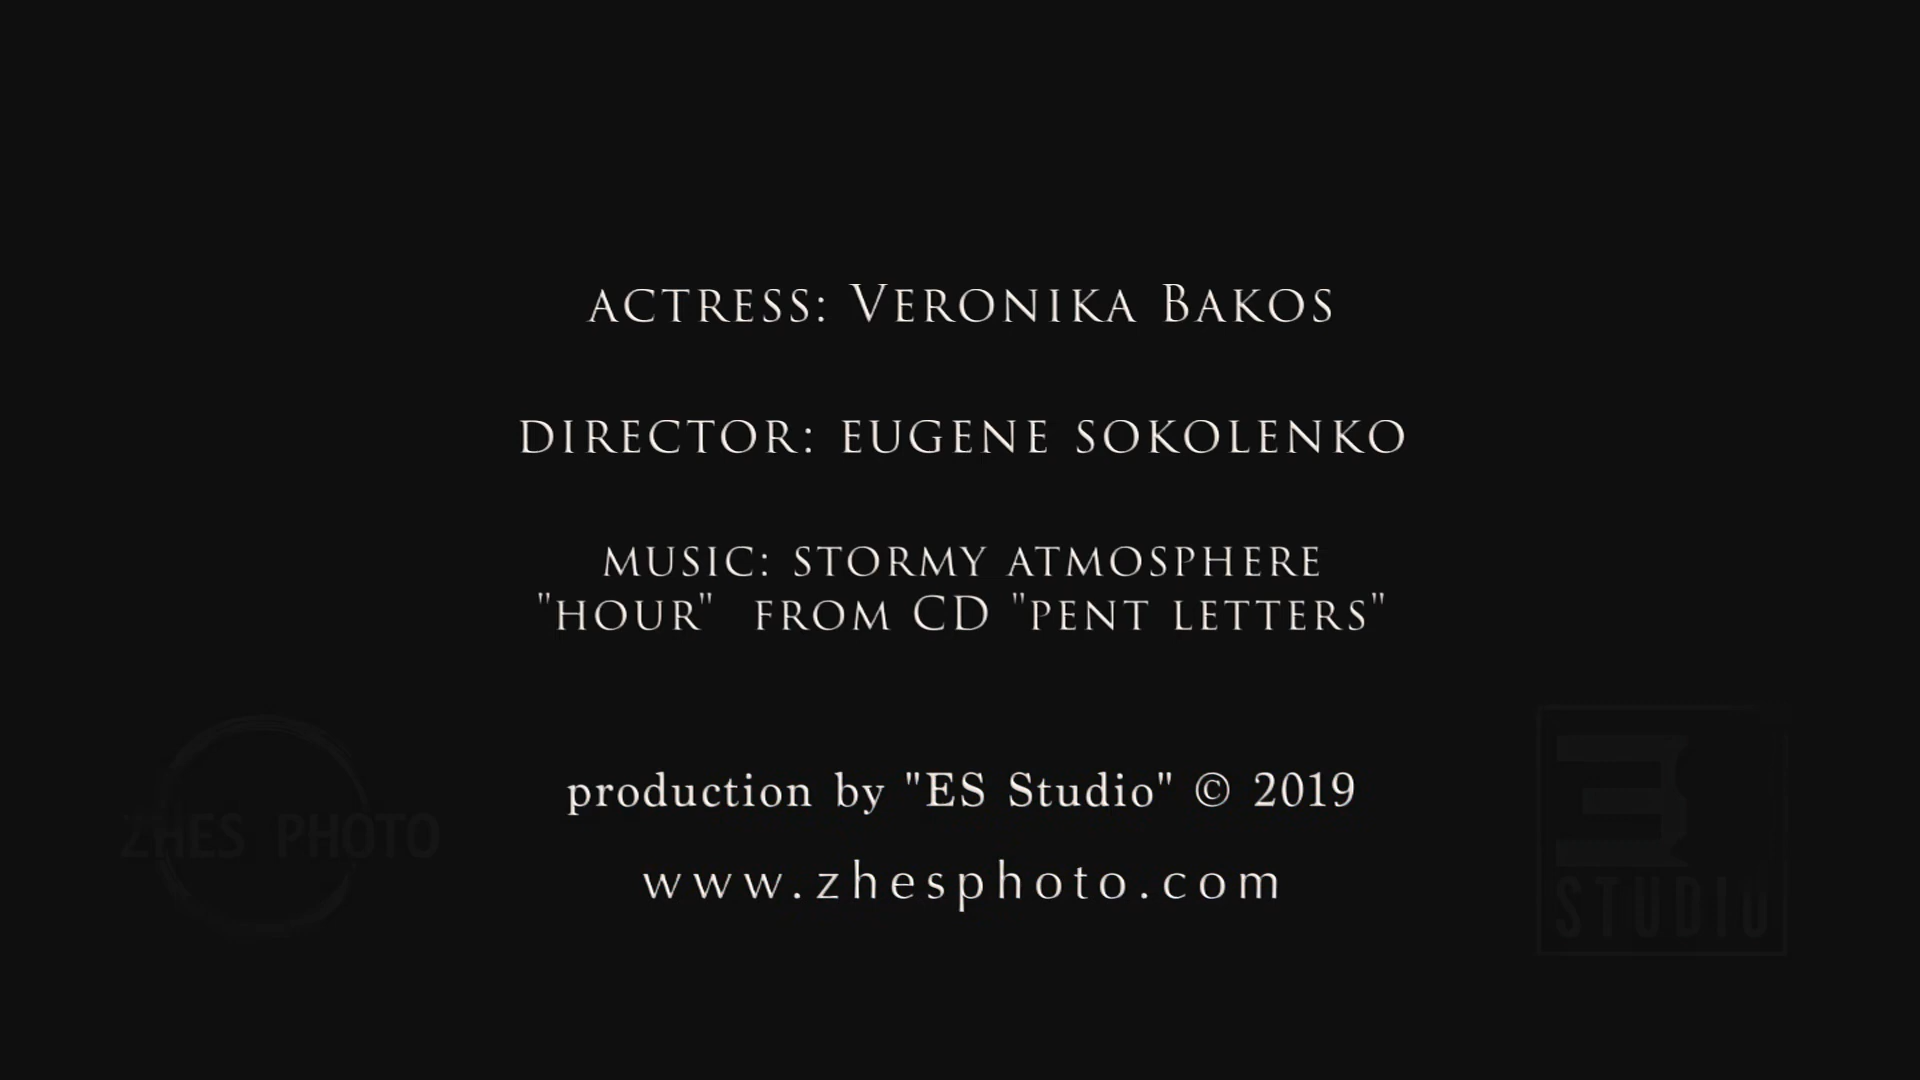 ACTRESS: VERONIKA BAKOS
DIRECTOR: EUGENE SOKOLENKO
MUSIC: STORMY ATMOSPHERE
"HOUR" FROM CD "PENT LETTERS"
production by "ES Studio" © 2019
ZHES PHOTO
www.zhesphoto.com
STUDIO